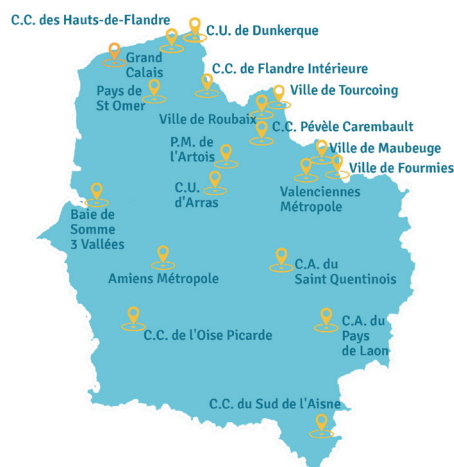 C.C. des Hauts-de-Flandre
C.U. de Dunkerque
Grand
Calais
C.C. de Flandre Intérieure
Pays de
St Omer
Ville de Tourcoing
Ville de Roubaix
C.C. Pévèle Carembault
P.M. de
l'Artois
Ville de Maubeuge
Ville de Fourmies
C.U.
d'Arras
Valenciennes
Métropole
Baie de
Somme
3 Vallées
Amiens Métropole
C.A. du
Saint Quentinois
C.C. de l'Oise Picarde
C.A. du
Pays
de Laon
C.C. du Sud de l'Aisne